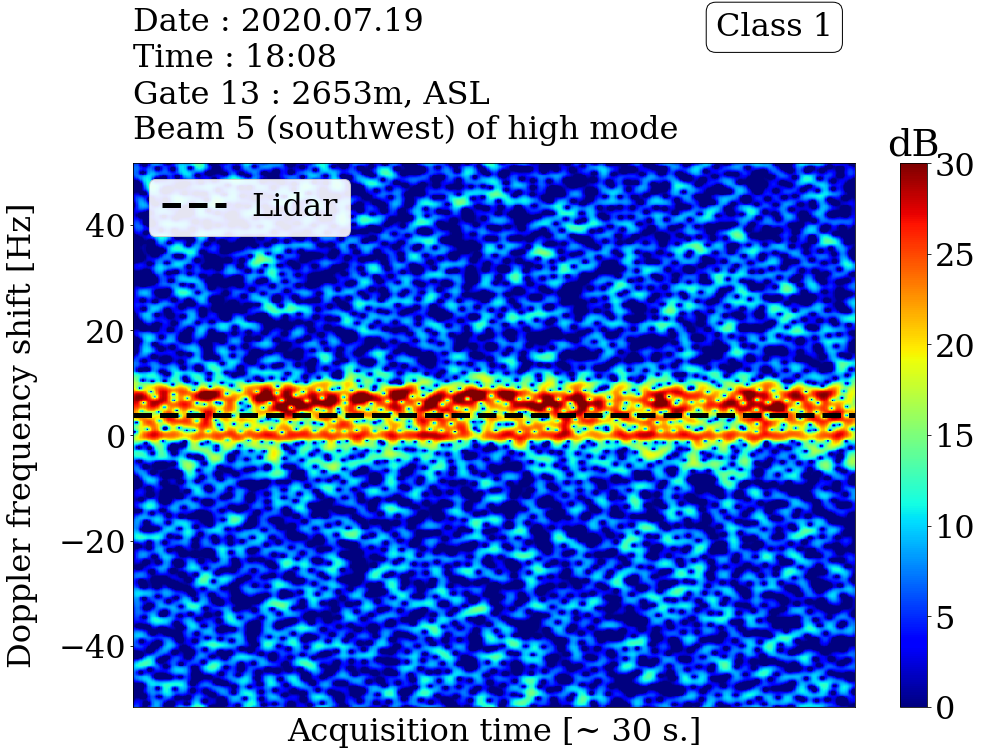 Date : 2020.07.19
Time : 18:08
Gate 13 : 2653m, ASL
Beam 5 (southwest) of high mode
Class 1
dB
Lidar
Doppler frequency shift [Hz]
40
20
0
−20
−40
30
25
20
15
10
5
0
Acquisition time [~ 30 s.]